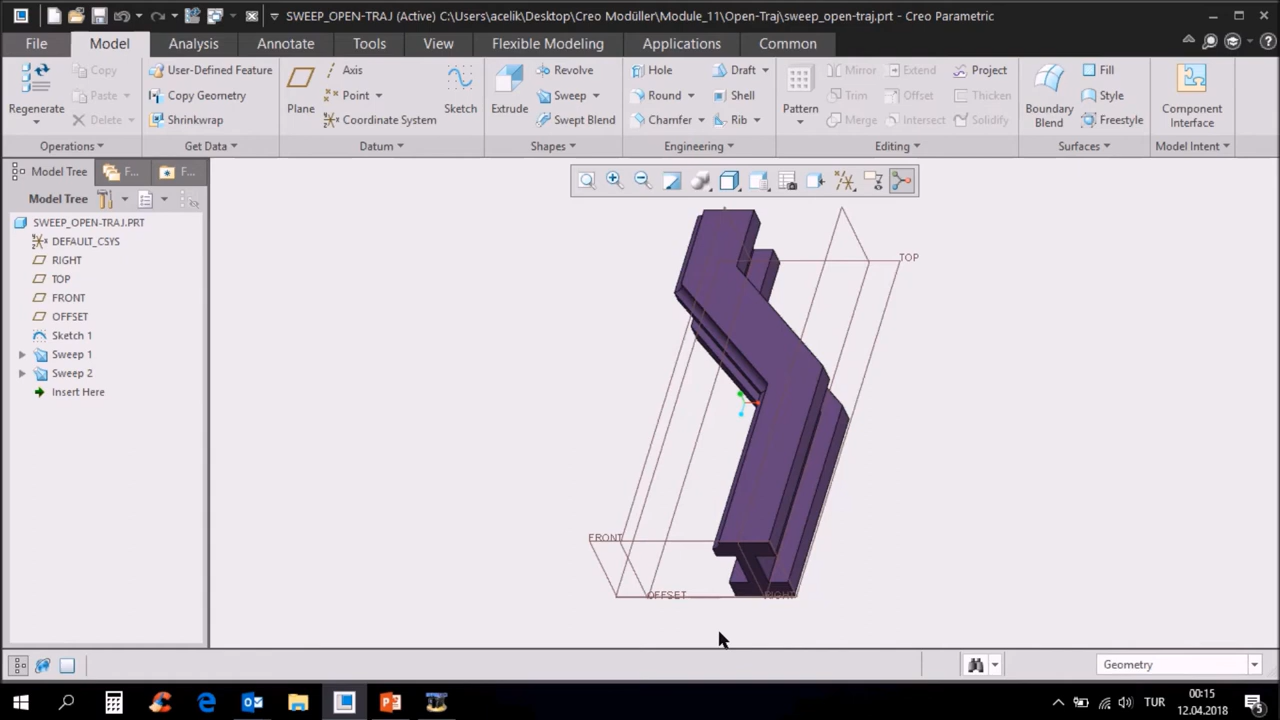 SWEEP_OPEN-TRAJ (Active) C:\Users\acelik\Desktop\Creo Modüller\Module_11\Open-Traj\sweep_open-traj.prt - Creo Parametric
File Model Analysis Annotate Tools View Flexible Modeling Applications Common
Regenerate
Copy
Paste
Delete
Operations
User-Defined Feature
Copy Geometry
Shrinkwrap
Get Data
Plane
Axis
Point
Coordinate System
Sketch
Datum
Extrude
Revolve
Sweep
Swept Blend
Shapes
Hole
Round
Chamfer
Draft
Shell
Rib
Engineering
Pattern
Mirror
Trim
Merge
Extend
Offset
Intersect
Project
Thicken
Solidify
Editing
Boundary
Blend
Fill
Style
Freestyle
Surfaces
Component
Interface
Model Intent
Model Tree F... F...
Model Tree
SWEEP_OPEN-TRAJ.PRT
DEFAULT_CSYS
RIGHT
TOP
FRONT
OFFSET
Sketch 1
Sweep 1
Sweep 2
Insert Here
TOP
FRONT
OFFSET
RIGHT
Geometry
TUR
00:15
12.04.2018
5